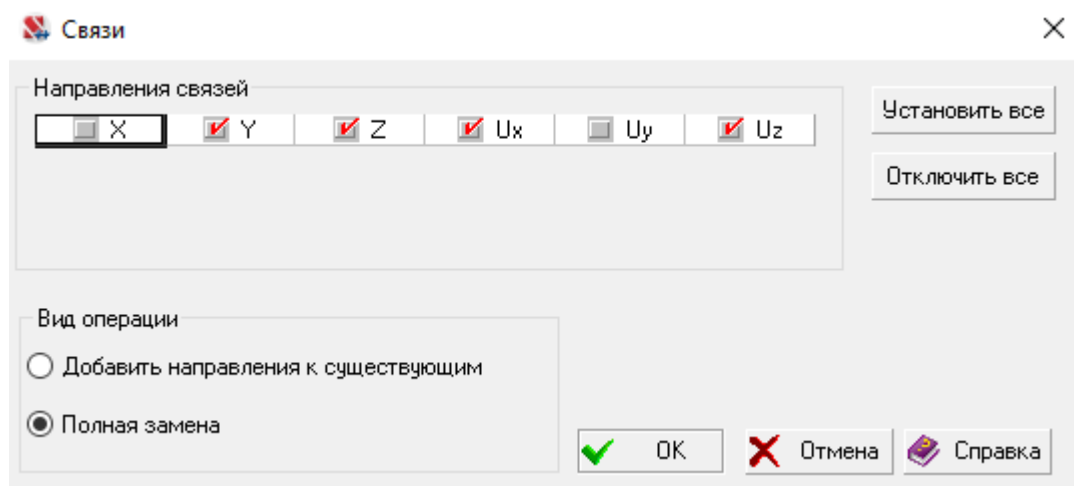 Связи
Направления связей
X Y Z Ux Uy Uz
Установить все
Отключить все
Вид операции
Добавить направления к существующим
Полная замена
OK Отмена Справка